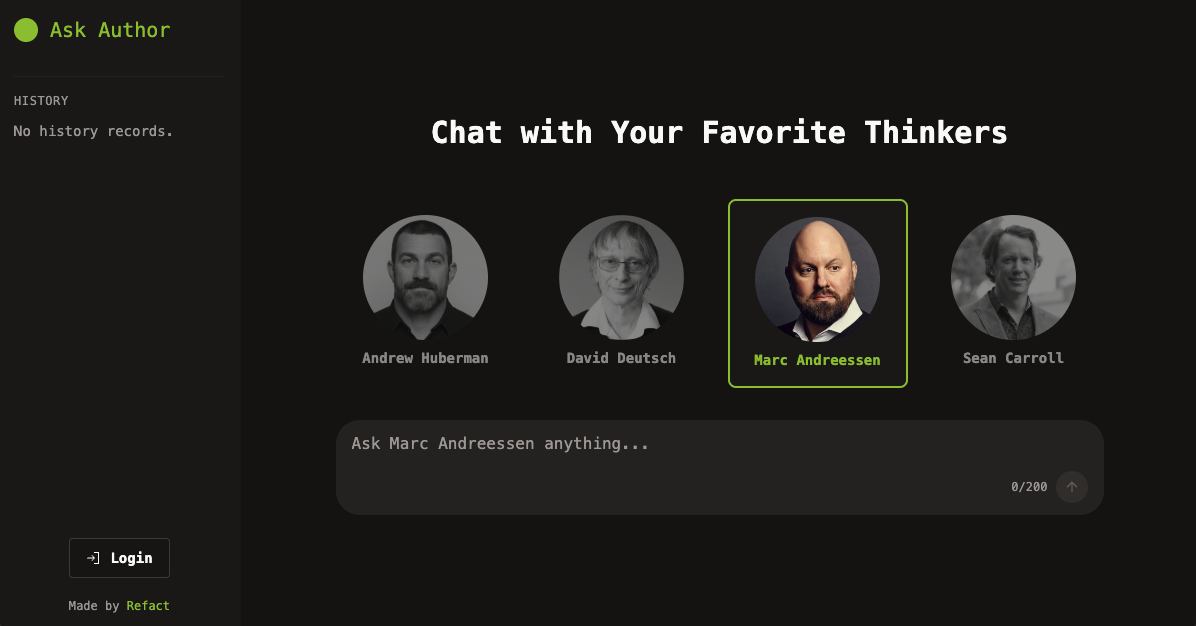 Ask Author
HISTORY
No history records.
Login
Made by Refact
Chat with Your Favorite Thinkers
Andrew Huberman
David Deutsch
Marc Andreessen
Sean Carroll
Ask Marc Andreessen anything...
0/200